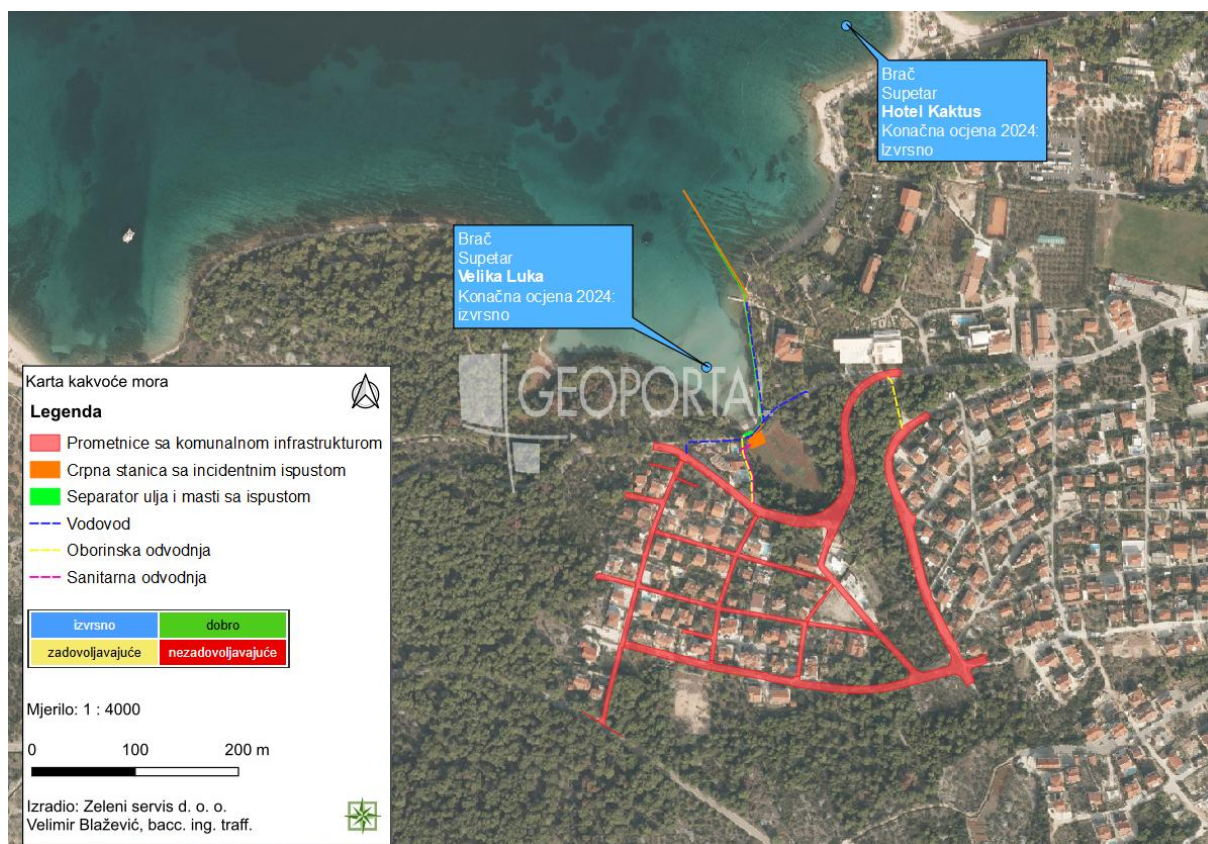 Brač
Supetar
Hotel Kaktus
Konačna ocjena 2024:
Izvrsno
Brač
Supetar
Velika Luka
Konačna ocjena 2024:
izvrsno
GEOPORTAL
Karta kakvoće mora
Legenda
Prometnice sa komunalnom infrastrukturom
Crpna stanica sa incidentnim ispustom
Separator ulja i masti sa ispustom
Vodovod
Oborinska odvodnja
Sanitarna odvodnja
izvrsno dobro
zadovoljavajuće nezadovoljavajuće
Mjerilo: 1 : 4000
0 100 200 m
Izradio: Zeleni servis d. o. o.
Velimir Blažević, bacc. ing. traff.